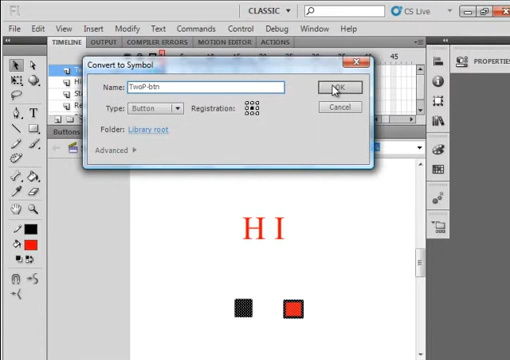 Fl
CLASSIC
CS Live
File Edit View Insert Modify Text Commands Control Debug Window Help
TIMELINE OUTPUT COMPILER ERRORS MOTION EDITOR ACTIONS
PROPERTIES
45
Convert to Symbol
Name: TwoP-btn
OK
Type: Button
Registration:
Cancel
Folder: Library root
Advanced
Buttons
H I